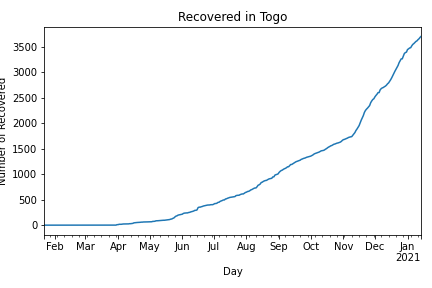 Recovered in Togo
Number of Recovered
3500
3000
2500
2000
1500
1000
500
0
Feb Mar Apr May Jun Jul Aug Sep Oct Nov Dec Jan
2021
Day